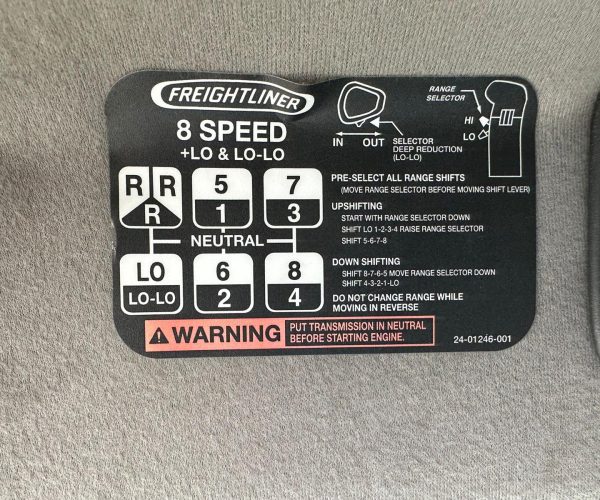 FREIGHTLINER
8 SPEED
+LO & LO-LO
RANGE
SELECTOR
HI
LO
IN OUT
SELECTOR
DEEP REDUCTION
(LO-LO)
R R 5 7
R 1 3
NEUTRAL
LO 6 8
LO-LO 2 4
PRE-SELECT ALL RANGE SHIFTS
(MOVE RANGE SELECTOR BEFORE MOVING SHIFT LEVER)
UPSHIFTING
START WITH RANGE SELECTOR DOWN
SHIFT LO 1-2-3-4 RAISE RANGE SELECTOR
SHIFT 5-6-7-8
DOWN SHIFTING
SHIFT 8-7-6-5 MOVE RANGE SELECTOR DOWN
SHIFT 4-3-2-1-LO
DO NOT CHANGE RANGE WHILE
MOVING IN REVERSE
WARNING
PUT TRANSMISSION IN NEUTRAL
BEFORE STARTING ENGINE.
24-01246-001